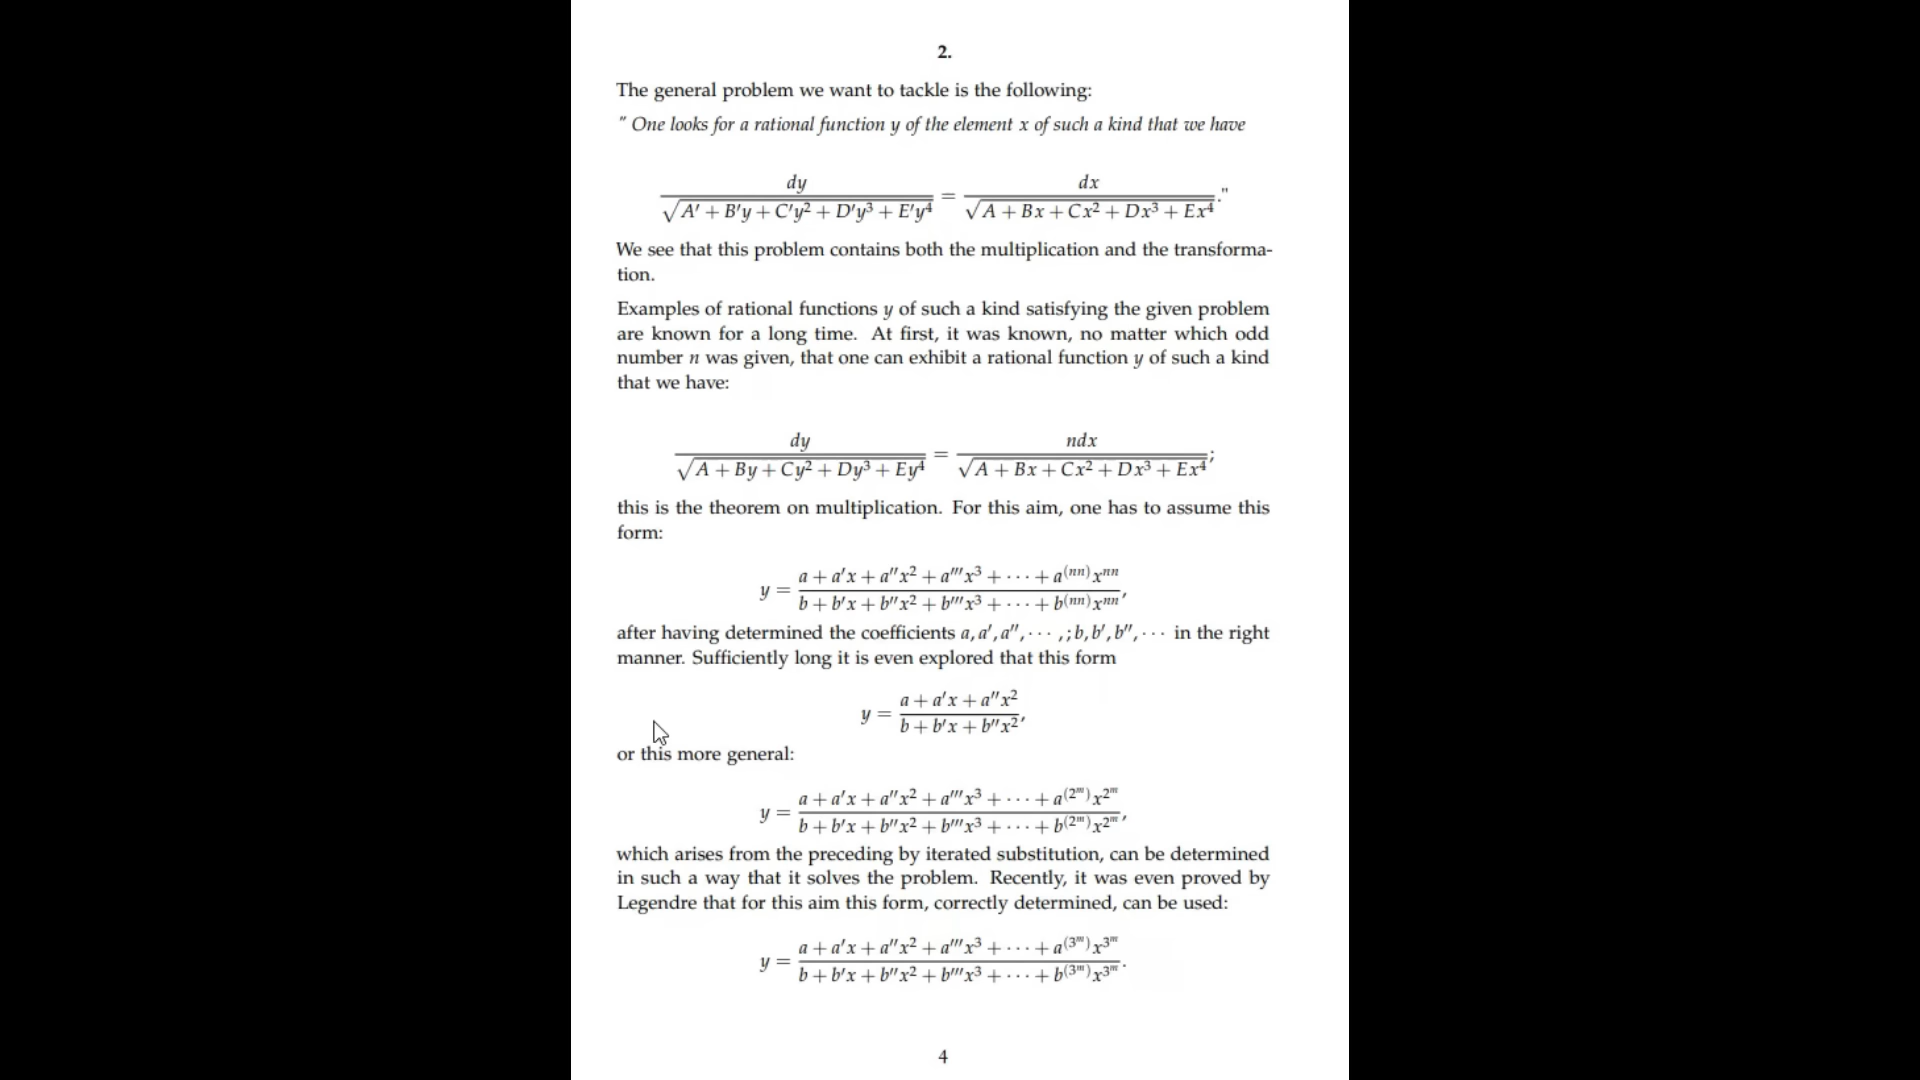 2.
The general problem we want to tackle is the following:
" One looks for a rational function y of the element x of such a kind that we have
dy / √(A′ + B′y + C′y² + D′y³ + E′y⁴) = dx / √(A + Bx + Cx² + Dx³ + Ex⁴)."
We see that this problem contains both the multiplication and the transforma-
tion.
Examples of rational functions y of such a kind satisfying the given problem
are known for a long time. At first, it was known, no matter which odd
number n was given, that one can exhibit a rational function y of such a kind
that we have:
dy / √(A + By + Cy² + Dy³ + Ey⁴) = ndx / √(A + Bx + Cx² + Dx³ + Ex⁴);
this is the theorem on multiplication. For this aim, one has to assume this
form:
y = (a + a′x + a″x² + a‴x³ + · · · + a^(nn) x^nn) / (b + b′x + b″x² + b‴x³ + · · · + b^(nn) x^nn),
after having determined the coefficients a, a′, a″, · · · , ; b, b′, b″, · · · in the right
manner. Sufficiently long it is even explored that this form
y = (a + a′x + a″x²) / (b + b′x + b″x²),
or this more general:
y = (a + a′x + a″x² + a‴x³ + · · · + a^(2^m) x^2^m) / (b + b′x + b″x² + b‴x³ + · · · + b^(2^m) x^2^m),
which arises from the preceding by iterated substitution, can be determined
in such a way that it solves the problem. Recently, it was even proved by
Legendre that for this aim this form, correctly determined, can be used:
y = (a + a′x + a″x² + a‴x³ + · · · + a^(3^m) x^3^m) / (b + b′x + b″x² + b‴x³ + · · · + b^(3^m) x^3^m).
4